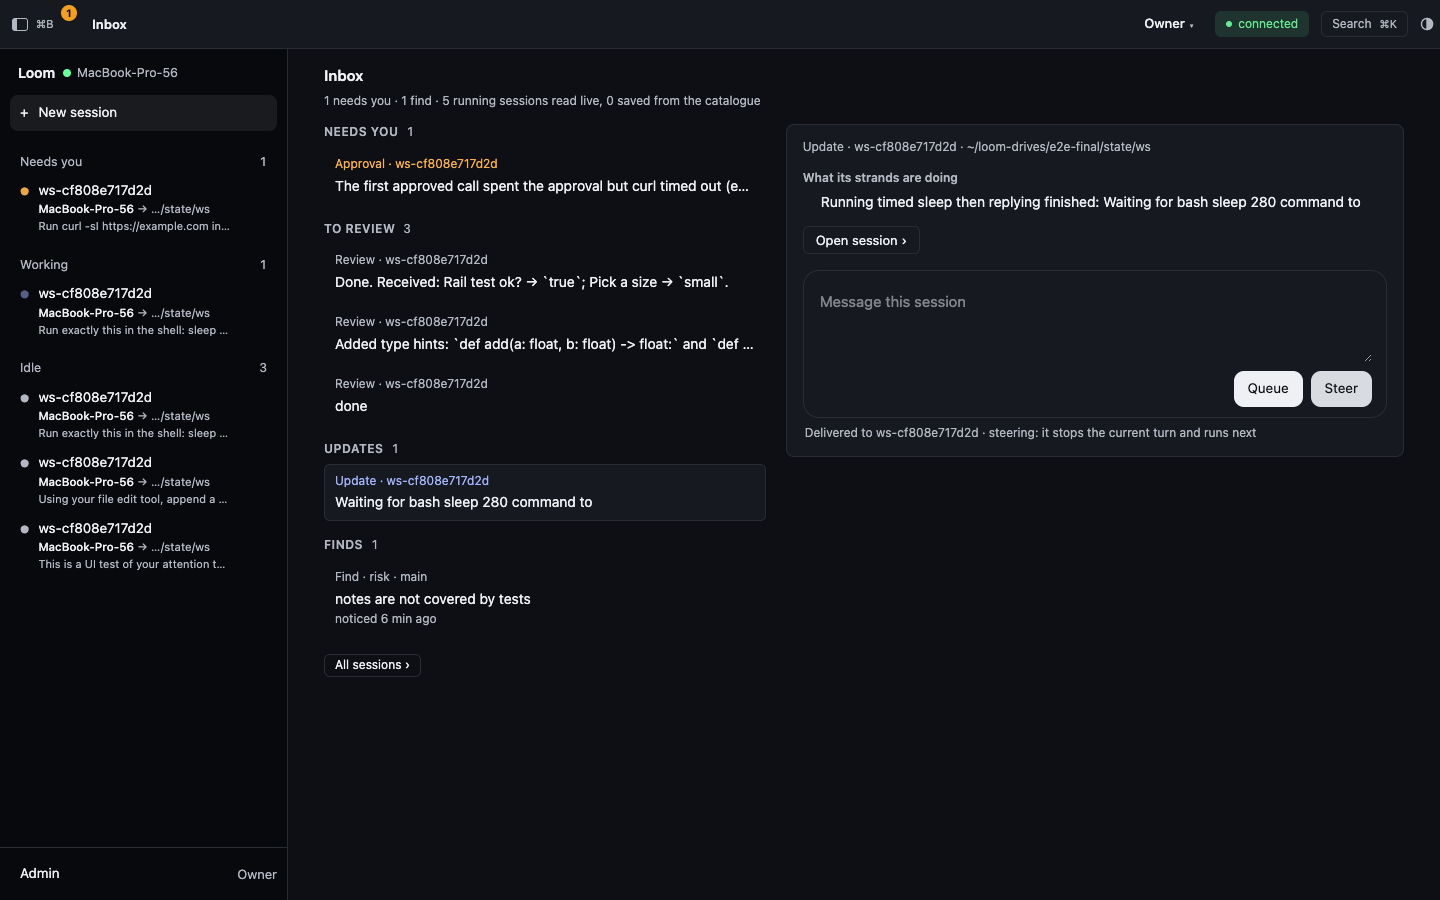 ⌘B
1
Inbox
Owner
connected
Search ⌘K
Loom MacBook-Pro-56
+ New session
Needs you 1
ws-cf808e717d2d
MacBook-Pro-56 → .../state/ws
Run curl -sI https://example.com in...
Working 1
ws-cf808e717d2d
MacBook-Pro-56 → .../state/ws
Run exactly this in the shell: sleep ...
Idle 3
ws-cf808e717d2d
MacBook-Pro-56 → .../state/ws
Run exactly this in the shell: sleep ...
ws-cf808e717d2d
MacBook-Pro-56 → .../state/ws
Using your file edit tool, append a ...
ws-cf808e717d2d
MacBook-Pro-56 → .../state/ws
This is a UI test of your attention t...
Admin Owner
Inbox
1 needs you · 1 find · 5 running sessions read live, 0 saved from the catalogue
NEEDS YOU 1
Approval · ws-cf808e717d2d
The first approved call spent the approval but curl timed out (e...
TO REVIEW 3
Review · ws-cf808e717d2d
Done. Received: Rail test ok? → `true`; Pick a size → `small`.
Review · ws-cf808e717d2d
Added type hints: `def add(a: float, b: float) -> float:` and `def ...
Review · ws-cf808e717d2d
done
UPDATES 1
Update · ws-cf808e717d2d
Waiting for bash sleep 280 command to
FINDS 1
Find · risk · main
notes are not covered by tests
noticed 6 min ago
All sessions ›
Update · ws-cf808e717d2d · ~/loom-drives/e2e-final/state/ws
What its strands are doing
Running timed sleep then replying finished: Waiting for bash sleep 280 command to
Open session ›
Message this session
Queue
Steer
Delivered to ws-cf808e717d2d · steering: it stops the current turn and runs next